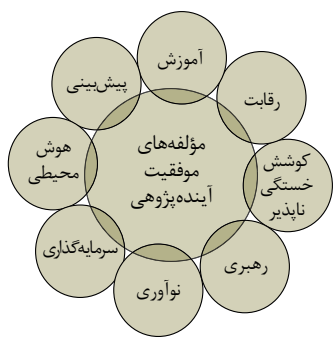 مؤلفه‌های
موفقیت
آینده‌پژوهی
آموزش
رقابت
کوشش
خستگی
ناپذیر
رهبری
نوآوری
سرمایه‌گذاری
هوش
محیطی
پیش‌بینی